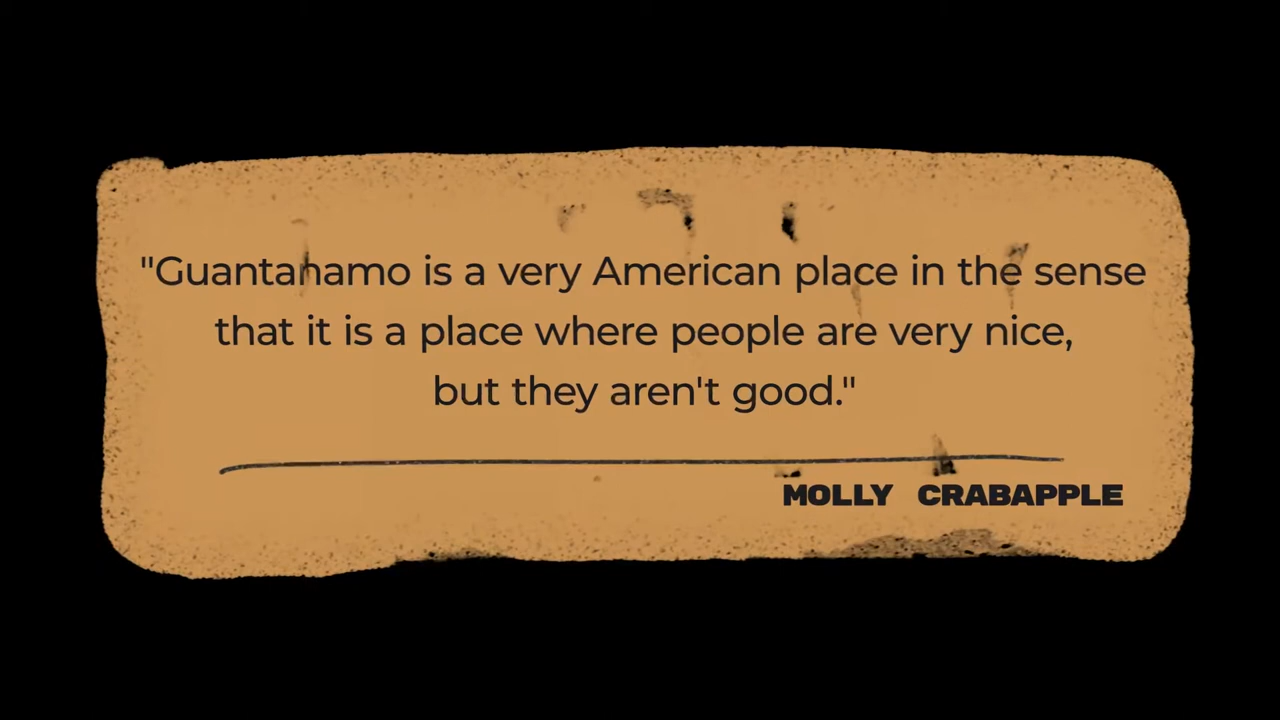 "Guantanamo is a very American place in the sense
that it is a place where people are very nice,
but they aren't good."
MOLLY CRABAPPLE